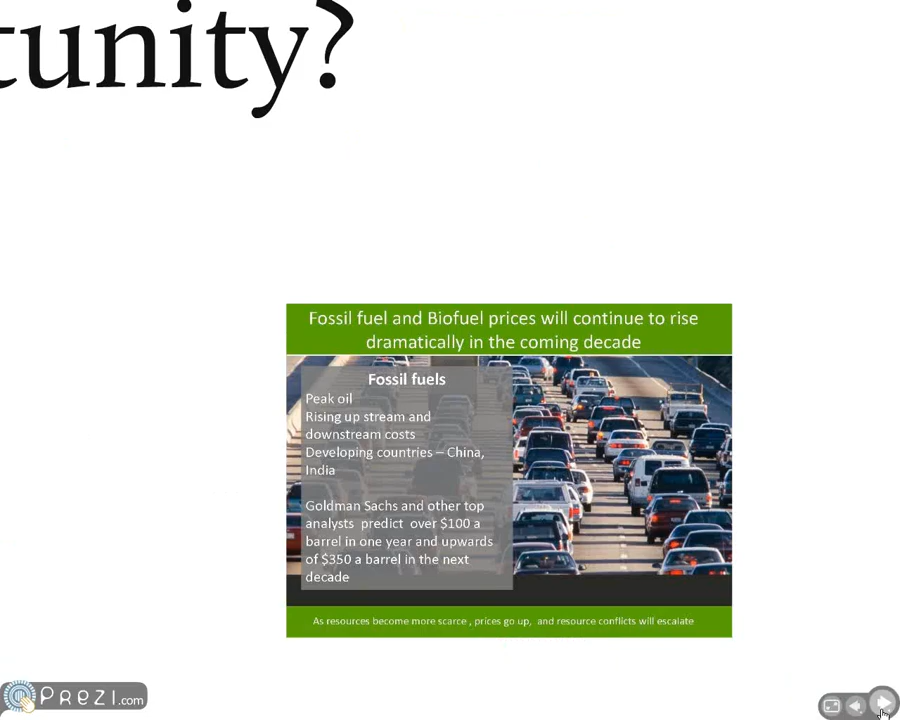 tunity?
Fossil fuel and Biofuel prices will continue to rise
dramatically in the coming decade
Fossil fuels
Peak oil
Rising up stream and
downstream costs
Developing countries – China,
India
Goldman Sachs and other top
analysts predict over $100 a
barrel in one year and upwards
of $350 a barrel in the next
decade
As resources become more scarce , prices go up, and resource conflicts will escalate
Prezi.com